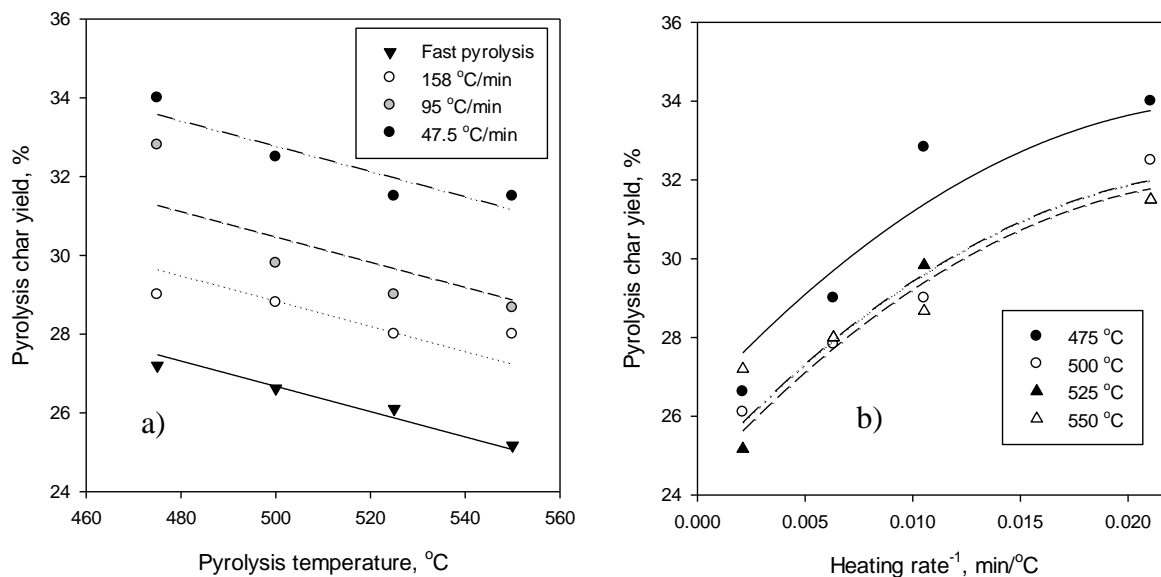 36
34
32
30
28
26
24
Pyrolysis char yield, %
Fast pyrolysis
158 °C/min
95 °C/min
47.5 °C/min
a)
460 480 500 520 540 560
Pyrolysis temperature, °C
36
34
32
30
28
26
24
Pyrolysis char yield, %
b)
475 °C
500 °C
525 °C
550 °C
0.000 0.005 0.010 0.015 0.020
Heating rate⁻¹, min/°C